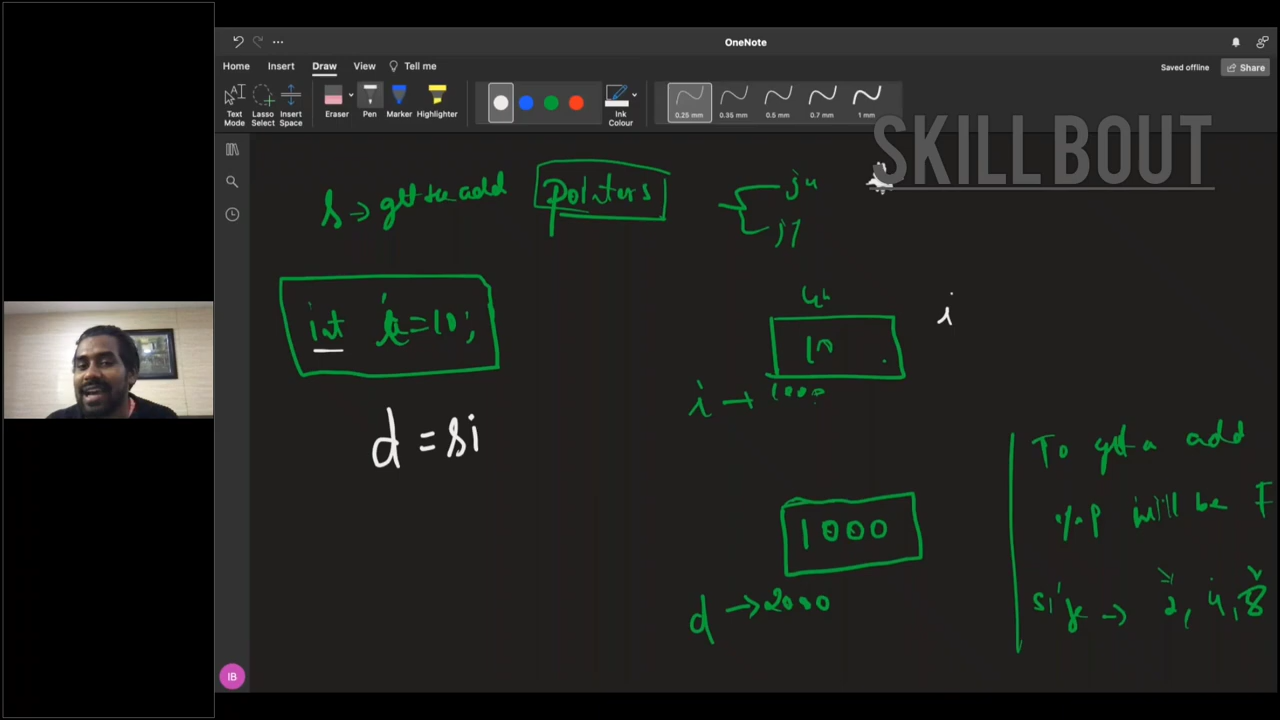 OneNote
Home Insert Draw View Tell me
Saved offline Share
Text Mode
Lasso Select
Insert Space
Eraser Pen Marker Highlighter
Ink Colour
0.25 mm 0.35 mm 0.5 mm 0.7 mm 1 mm
SKILL BOUT
& → get the add
pointers
int i=10;
10
i → 1000
i
d = &i
1000
d → 2000
To get a add
%p will be
size → 2, 4, 8
IB